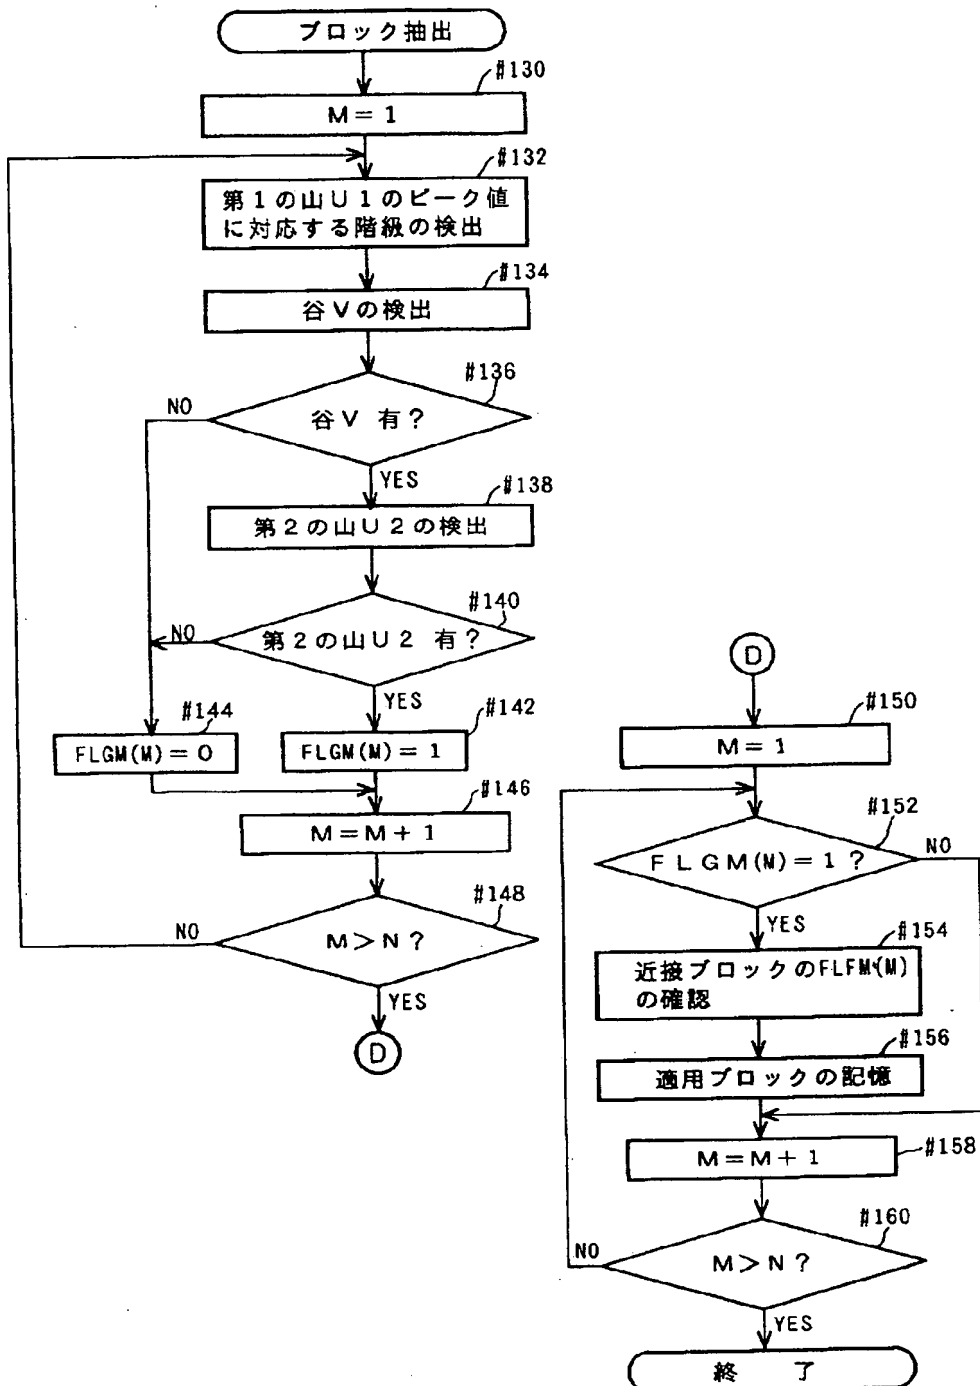 ブロック抽出
#130
M=1
#132
第1の山U1のピーク値
に対応する階級の検出
#134
谷Vの検出
#136
谷V 有?
NO
YES
#138
第2の山U2の検出
#140
第2の山U2 有?
NO
YES
#144
FLGM(M)=0
#142
FLGM(M)=1
#146
M=M+1
#148
M>N?
NO
YES
D
D
#150
M=1
#152
FLGM(M)=1?
NO
YES
#154
近接ブロックのFLFM(M)
の確認
#156
適用ブロックの記憶
#158
M=M+1
#160
M>N?
NO
YES
終 了